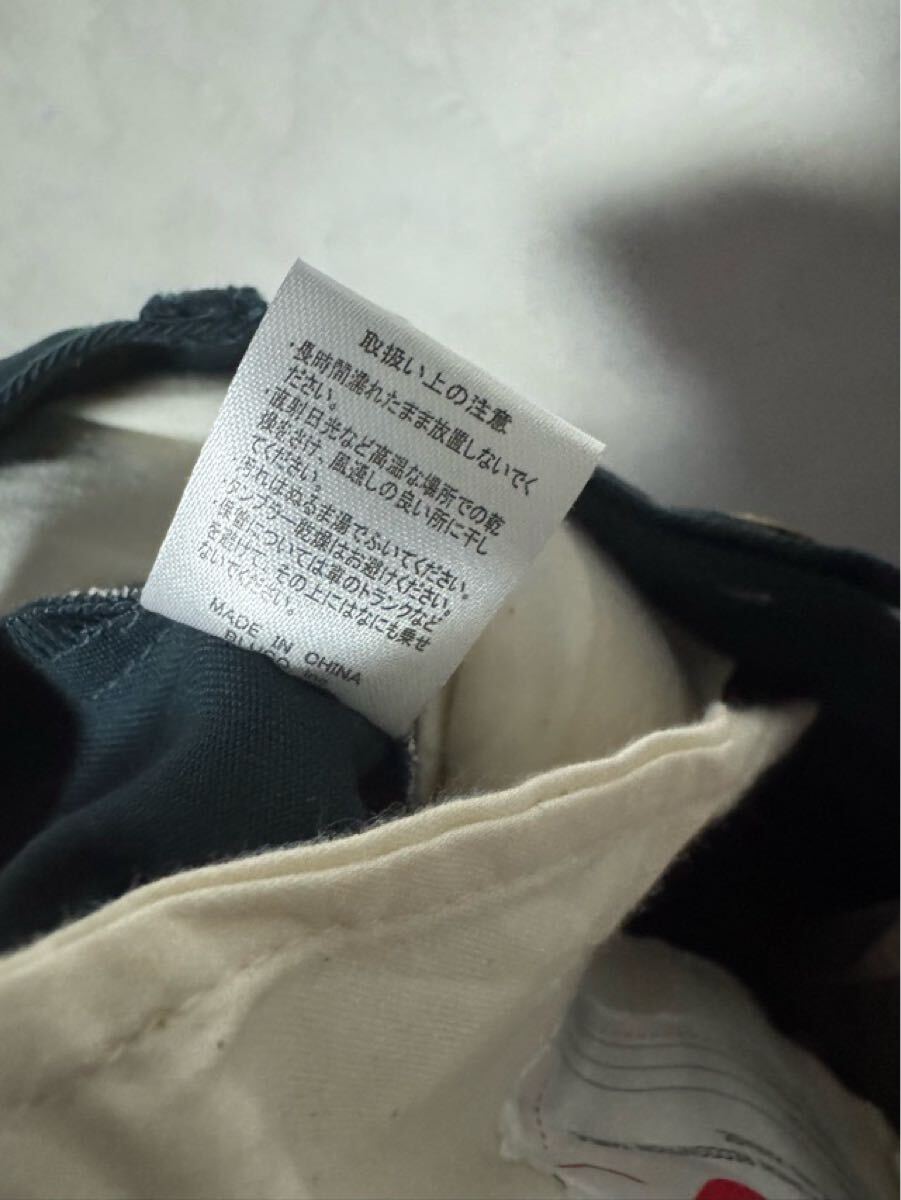 取扱い上の注意
・長時間濡れたまま放置しないでく
ださい。
・直射日光など高温な場所での乾
燥をさけ、風通しの良い所に干し
てください。
・汚れはぬるま湯でふいてください。
・タンブラー乾燥はお避けください。
・保管については車のトランクなど
を避けて、その上にはなにも乗せ
ないでください。
MADE IN CHINA